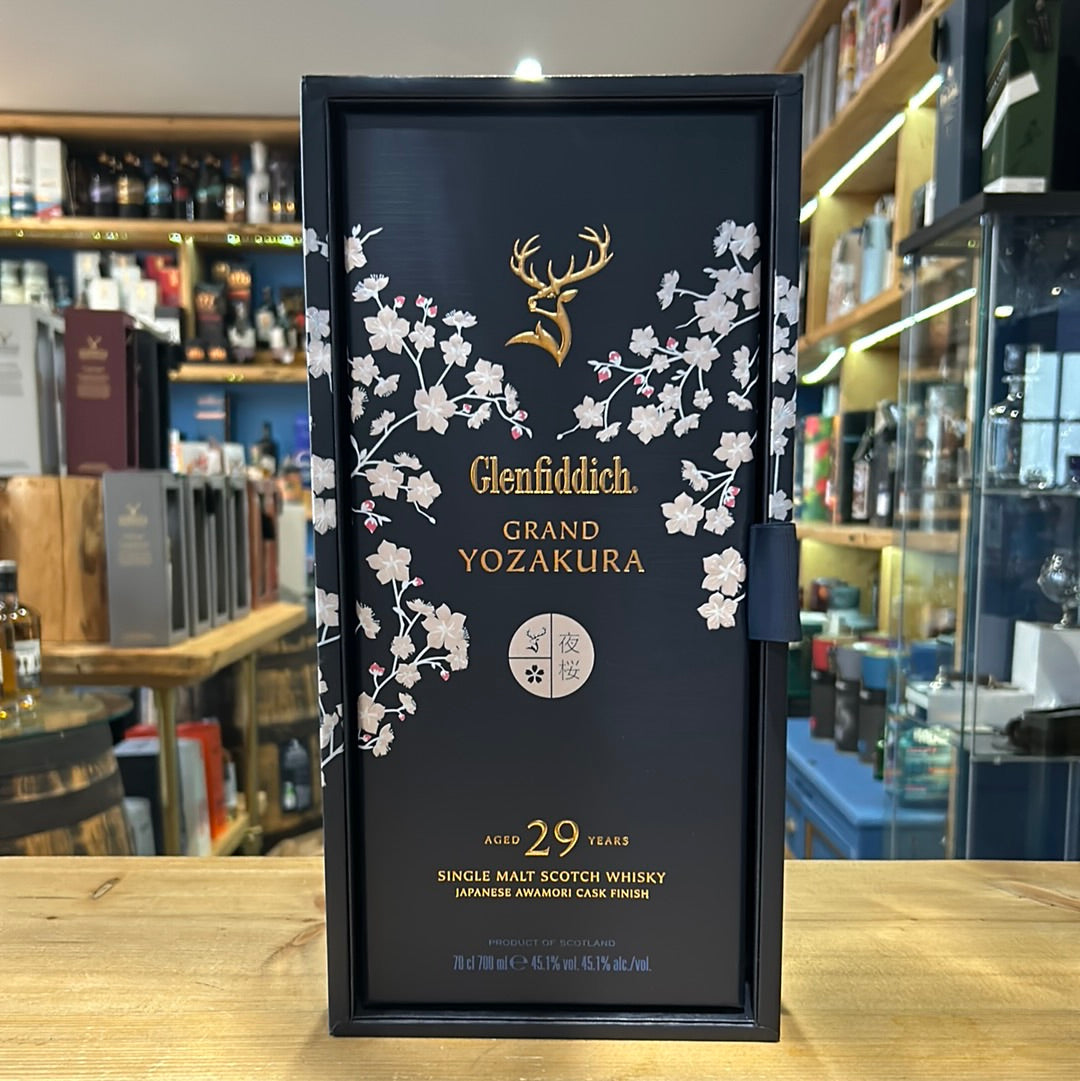 Glenfiddich
GRAND
YOZAKURA
夜
桜
AGED 29 YEARS
SINGLE MALT SCOTCH WHISKY
JAPANESE AWAMORI CASK FINISH
PRODUCT OF SCOTLAND
70 cl 700 ml ℮ 45.1% vol. 45.1% alc./vol.